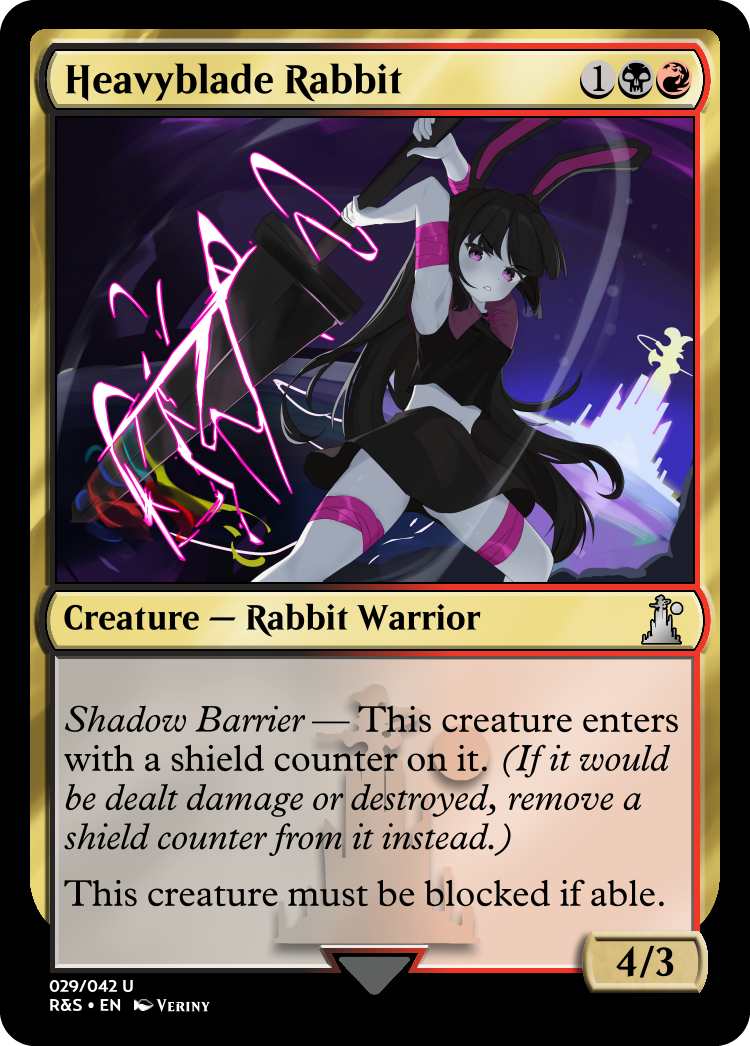 Heavyblade Rabbit 1
Creature — Rabbit Warrior
Shadow Barrier — This creature enters
with a shield counter on it. (If it would
be dealt damage or destroyed, remove a
shield counter from it instead.)
This creature must be blocked if able.
4/3
029/042 U
R&S • EN VERINY